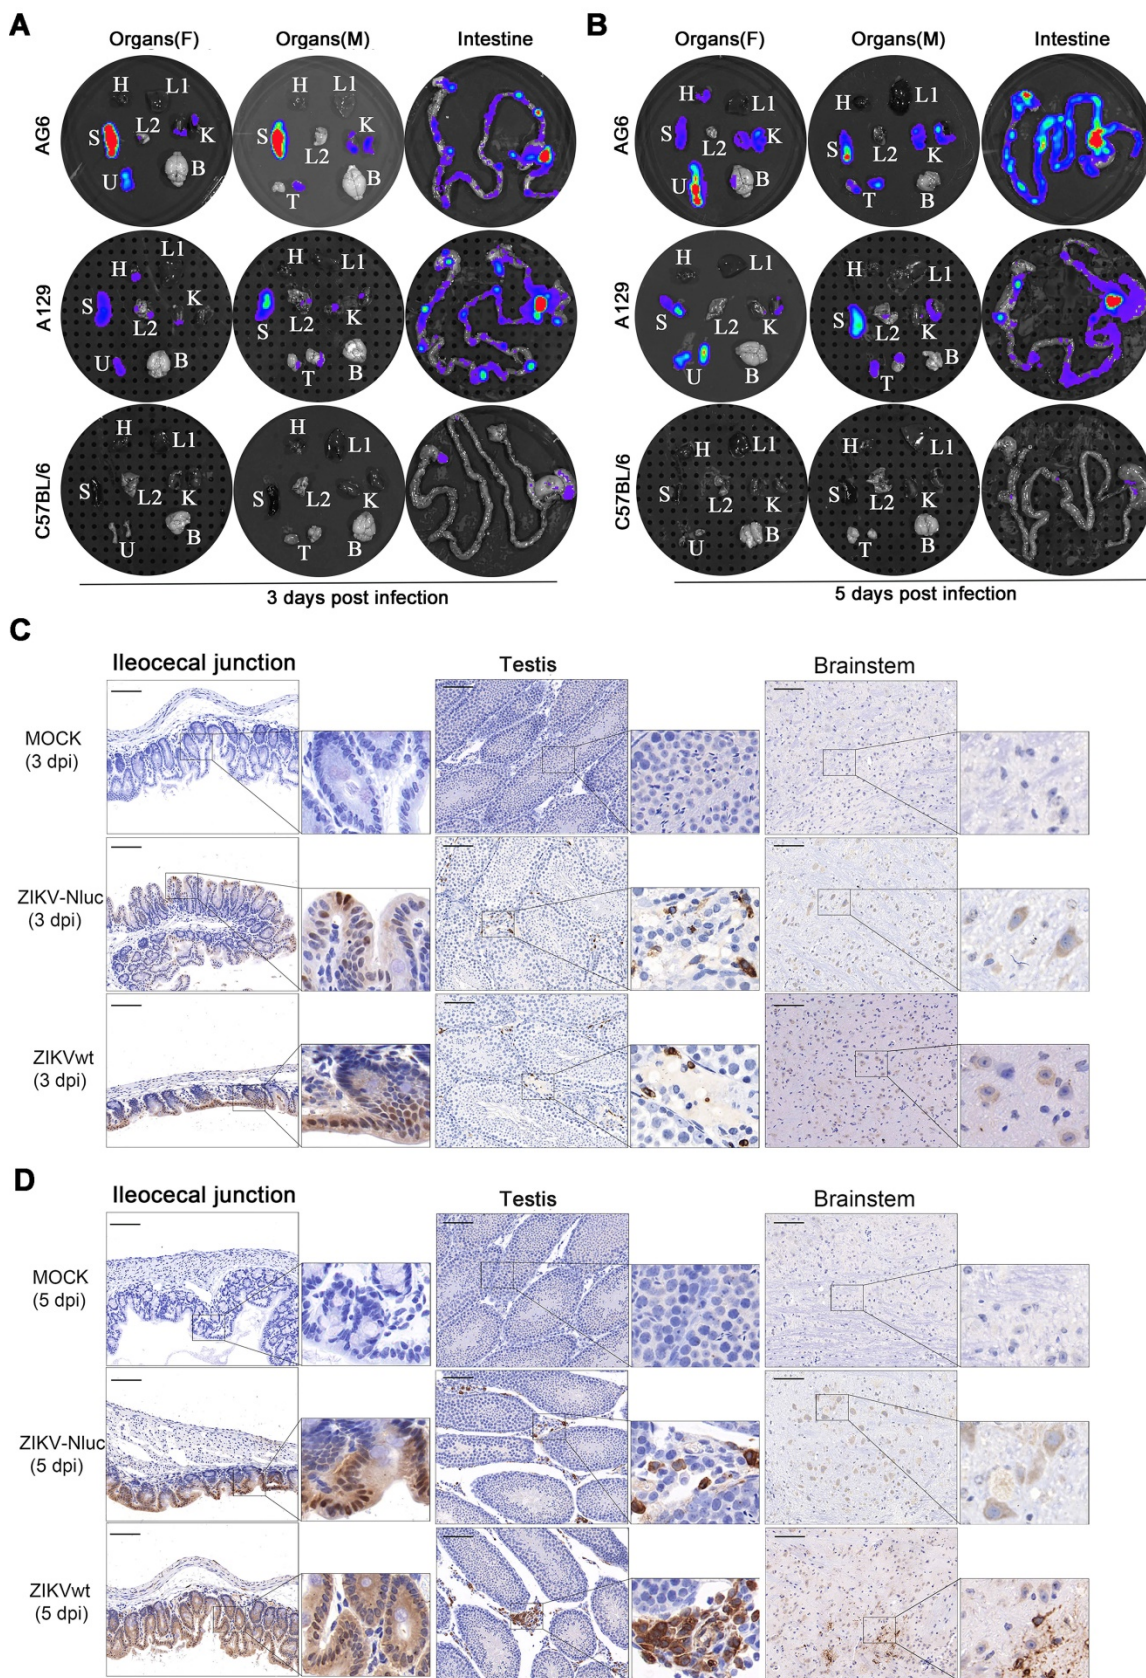 A
B
Organs(F) Organs(M) Intestine
Organs(F) Organs(M) Intestine
AG6
H L1
S L2 K
U B
H L1
S L2 K
T B
AG6
H L1
S L2 K
U B
H L1
S L2 K
T B
A129
H L1
S L2 K
U B
H L1
S L2 K
T B
A129
H L1
S L2 K
U B
H L1
S L2 K
T B
C57BL/6
H L1
S L2 K
U B
H L1
S L2 K
T B
C57BL/6
H L1
S L2 K
U B
H L1
S L2 K
T B
3 days post infection
5 days post infection
C
Ileocecal junction Testis Brainstem
MOCK
(3 dpi)
ZIKV-Nluc
(3 dpi)
ZIKVwt
(3 dpi)
D
Ileocecal junction Testis Brainstem
MOCK
(5 dpi)
ZIKV-Nluc
(5 dpi)
ZIKVwt
(5 dpi)